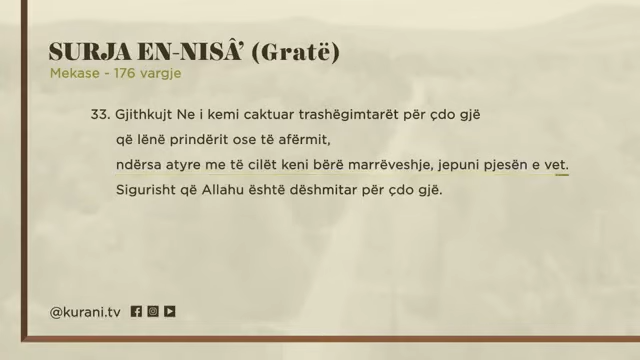 SURJA EN-NISÂ’ (Gratë)
Mekase - 176 vargje
33. Gjithkujt Ne i kemi caktuar trashëgimtarët për çdo gjë
që lënë prindërit ose të afërmit,
ndërsa atyre me të cilët keni bërë marrëveshje, jepuni pjesën e vet.
Sigurisht që Allahu është dëshmitar për çdo gjë.
@kurani.tv